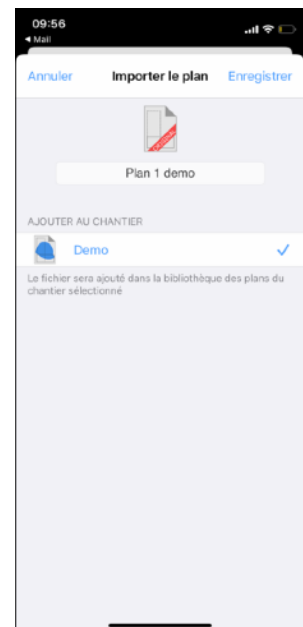 09:56
◀ Mail
Annuler Importer le plan Enregistrer
Plan 1 demo
AJOUTER AU CHANTIER
Demo
Le fichier sera ajouté dans la bibliothèque des plans du
chantier sélectionné